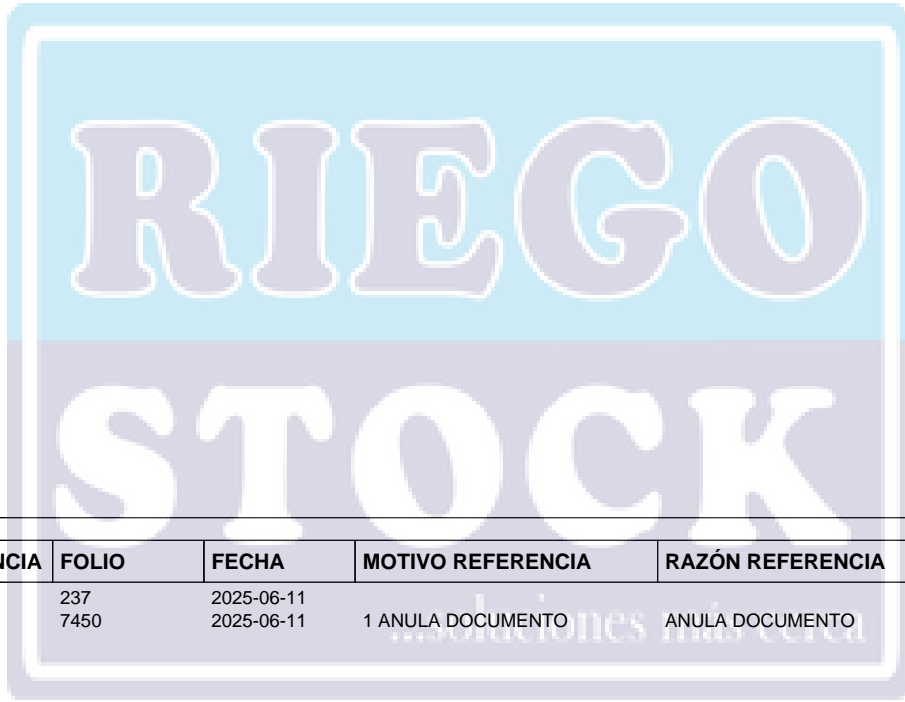 RIEGO
STOCK
NCIA FOLIO FECHA MOTIVO REFERENCIA RAZÓN REFERENCIA
237 2025-06-11
7450 2025-06-11 1 ANULA DOCUMENTO ANULA DOCUMENTO
...soluciones más cerca